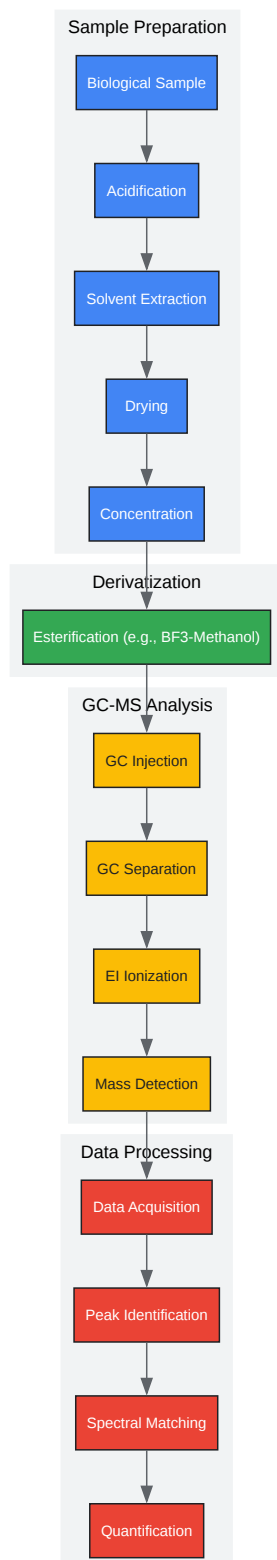 Sample Preparation
Biological Sample
Acidification
Solvent Extraction
Drying
Concentration
Derivatization
Esterification (e.g., BF3-Methanol)
GC-MS Analysis
GC Injection
GC Separation
EI Ionization
Mass Detection
Data Processing
Data Acquisition
Peak Identification
Spectral Matching
Quantification